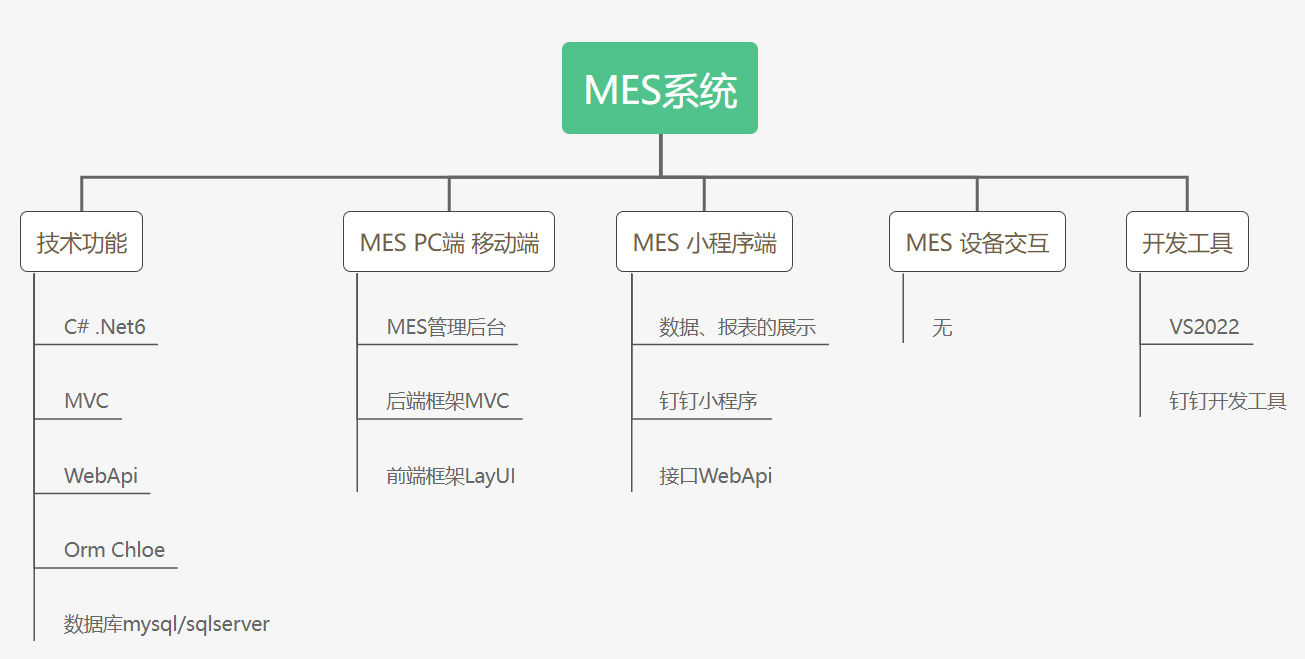 MES系统
技术功能
C# .Net6
MVC
WebApi
Orm Chloe
数据库mysql/sqlserver
MES PC端 移动端
MES管理后台
后端框架MVC
前端框架LayUI
MES 小程序端
数据、报表的展示
钉钉小程序
接口WebApi
MES 设备交互
无
开发工具
VS2022
钉钉开发工具